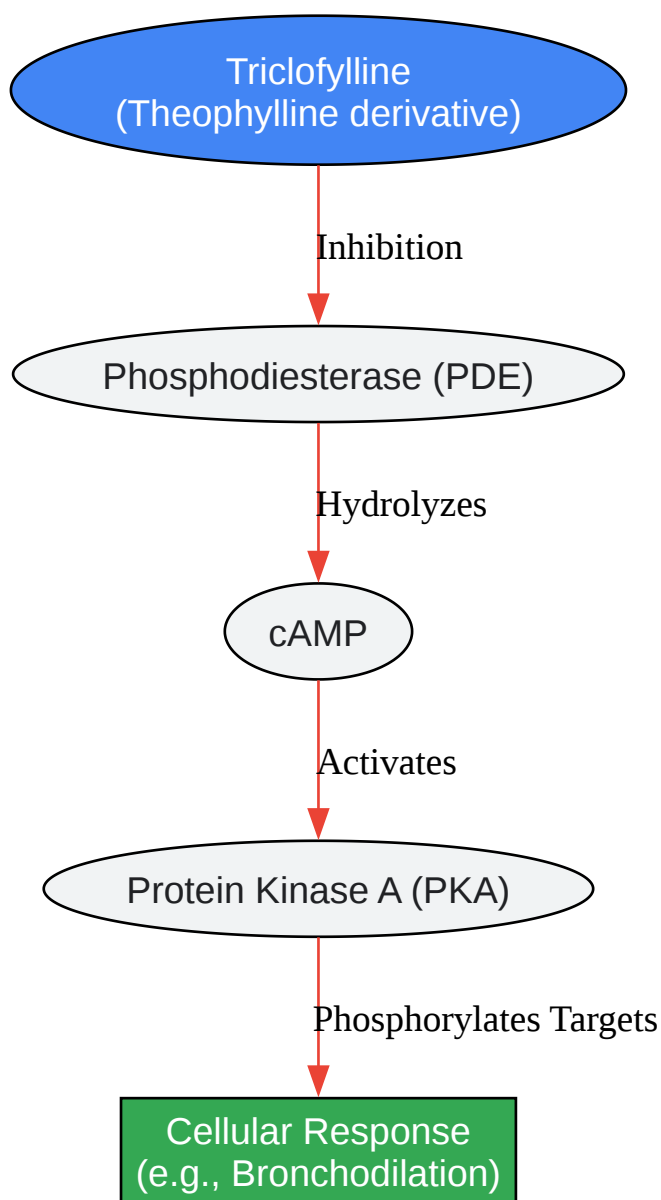 Triclofylline
(Theophylline derivative)
Inhibition
Phosphodiesterase (PDE)
Hydrolyzes
cAMP
Activates
Protein Kinase A (PKA)
Phosphorylates Targets
Cellular Response
(e.g., Bronchodilation)